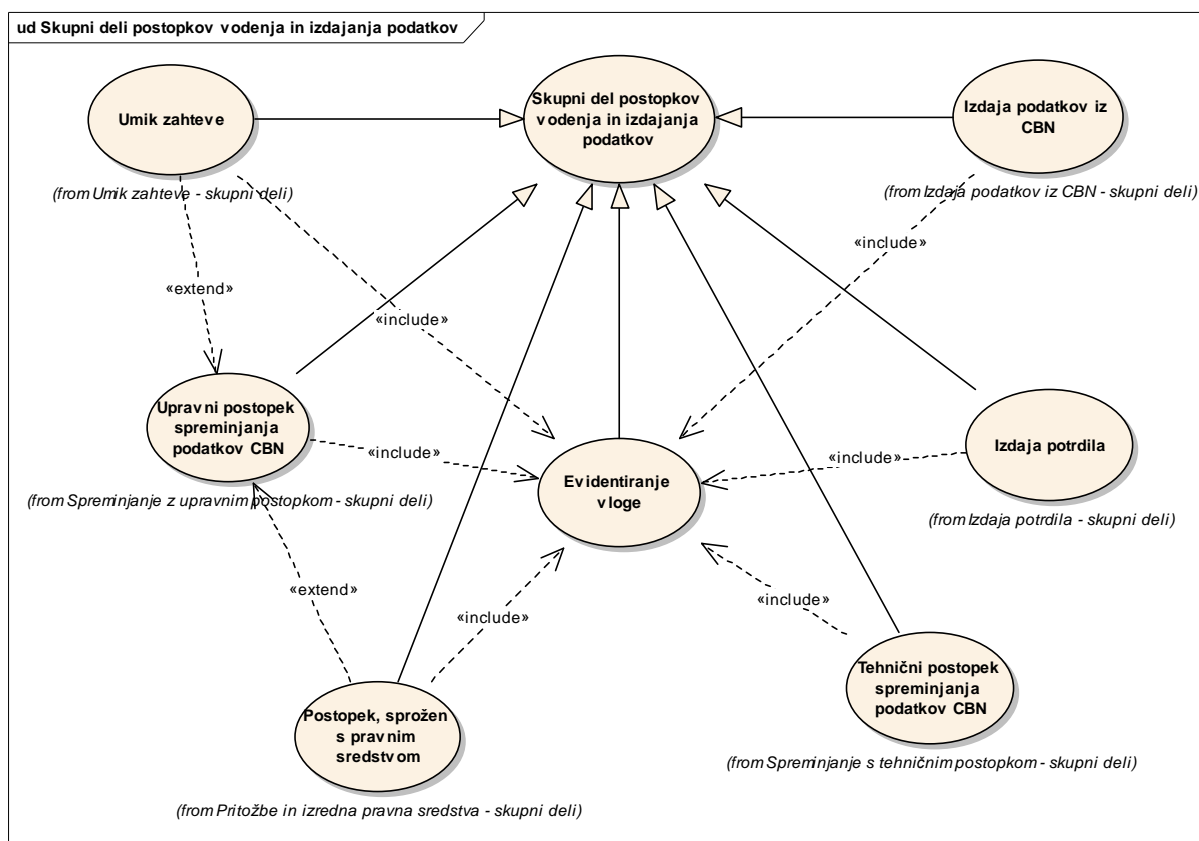 ud Skupni deli postopkov vodenja in izdajanja podatkov
Umik zahteve
(from Umik zahteve - skupni deli)
Skupni del postopkov
vodenja in izdajanja
podatkov
Izdaja podatkov iz
CBN
(from Izdaja podatkov iz CBN - skupni deli)
«include»
«extend»
«include»
Upravni postopek
spreminjanja
podatkov CBN
(from Spreminjanje z upravnim postopkom - skupni deli)
«include»
Evidentiranje
vloge
«include»
Izdaja potrdila
(from Izdaja potrdila - skupni deli)
«extend»
«include»
«include»
Postopek, sprožen
s pravnim
sredstvom
(from Pritožbe in izredna pravna sredstva - skupni deli)
Tehnični postopek
spreminjanja
podatkov CBN
(from Spreminjanje s tehničnim postopkom - skupni deli)